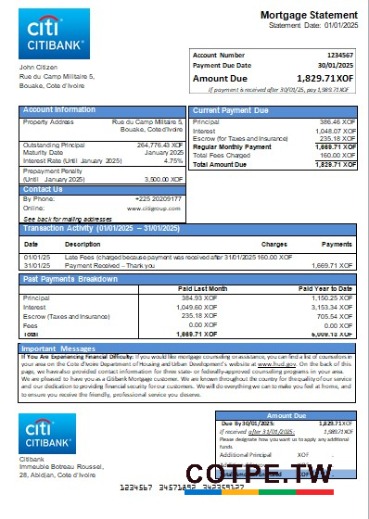 citi
CITIBANK
Mortgage Statement
Statement Date: 01/01/2025
Account Number 1234567
Payment Due Date 30/01/2025
Amount Due 1,829.71XOF
If payment is received after 30/01/25, pay 1,989.71XOF
John Citizen
Rue du Camp Militaire 5,
Bouake, Cote d'Ivoire
Account Information
Property Address Rue du Camp Militaire 5,
Bouake, Cote d'Ivoire
Outstanding Principal 264,776.43 XOF
Maturity Date January 2025
Interest Rate (Until January 2025) 4.75%
Prepayment Penalty
(Until January 2025) 3,500.00 XOF
Contact Us
By Phone: +225 20209177
Online: www.citigroup.com
See back for mailing addresses
Current Payment Due
Principal 386.46 XOF
Interest 1,048.07 XOF
Escrow (for Taxes and Insurance) 235.18 XOF
Regular Monthly Payment 1,669.71 XOF
Total Fees Charged 160.00 XOF
Total Amount Due 1,829.71 XOF
Transaction Activity (01/01/2025 – 31/01/2025)
Date Description Charges Payments
01/01/25 Late Fees (charged because payment was received after 31/01/2025 160.00 XOF
31/01/25 Payment Received – Thank you 1,669.71 XOF
Past Payments Breakdown
Paid Last Month Paid Year to Date
Principal 384.93 XOF 1,150.25 XOF
Interest 1,049.60 XOF 3,153.34 XOF
Escrow (Taxes and Insurance) 235.18 XOF 705.54 XOF
Fees 0.00 XOF 0.00 XOF
Total 1,669.71 XOF
Important Messages
If You Are Experiencing Financial Difficulty: If you would like mortgage counseling or assistance, you can find a list of counselors in
your area on the Cote d'Ivoire Department of Housing and Urban Development's website at www.hud.gov. On the back of this
page, we have also provided contact information for three state- or federally-approved counseling programs in your area.
We are pleased to have you as a Citibank Mortgage customer. We are known throughout the country for the quality of our service
and our dedication to providing financial security for our customers. We will do everything we can to make you feel at home, and
to ensure you receive the friendly, professional service you deserve.
citi
CITIBANK
Citibank
Immeuble Botreau Roussel,
28, Abidjan, Cote d'Ivoire
Amount Due
Due By 30/01/2025: 1,829.71XOF
If received after 31/01/25: 1,989.71XOF
Please designate how you want us to apply any additional
funds.
Additional Principal XOF
COTPE.TW
1234567 34571892 342359127